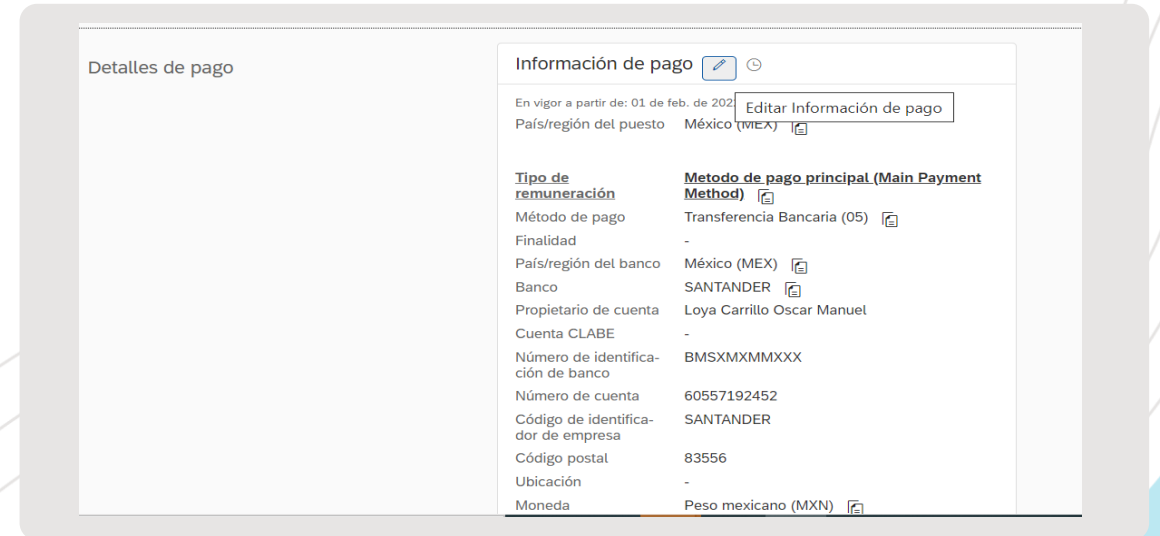 Detalles de pago
Información de pago
En vigor a partir de: 01 de feb. de 202
Editar Información de pago
País/región del puesto México (MEX)
Tipo de Metodo de pago principal (Main Payment
remuneración Method)
Método de pago Transferencia Bancaria (05)
Finalidad -
País/región del banco México (MEX)
Banco SANTANDER
Propietario de cuenta Loya Carrillo Oscar Manuel
Cuenta CLABE -
Número de identifica- BMSXMXMMXXX
ción de banco
Número de cuenta 60557192452
Código de identifica- SANTANDER
dor de empresa
Código postal 83556
Ubicación -
Moneda Peso mexicano (MXN)